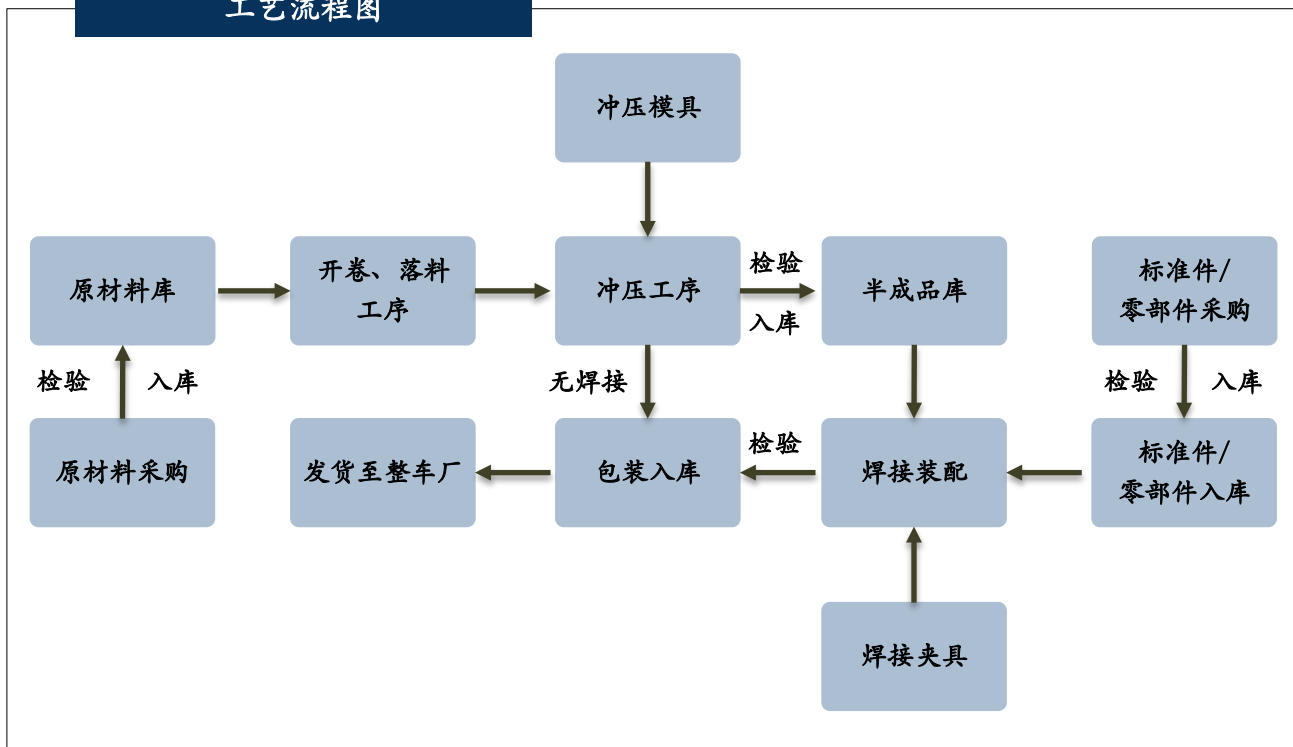 工艺流程图
冲压模具
原材料库
开卷、落料
工序
冲压工序
检验
入库
半成品库
标准件/
零部件采购
检验
入库
无焊接
检验
入库
原材料采购
发货至整车厂
包装入库
检验
焊接装配
标准件/
零部件入库
焊接夹具